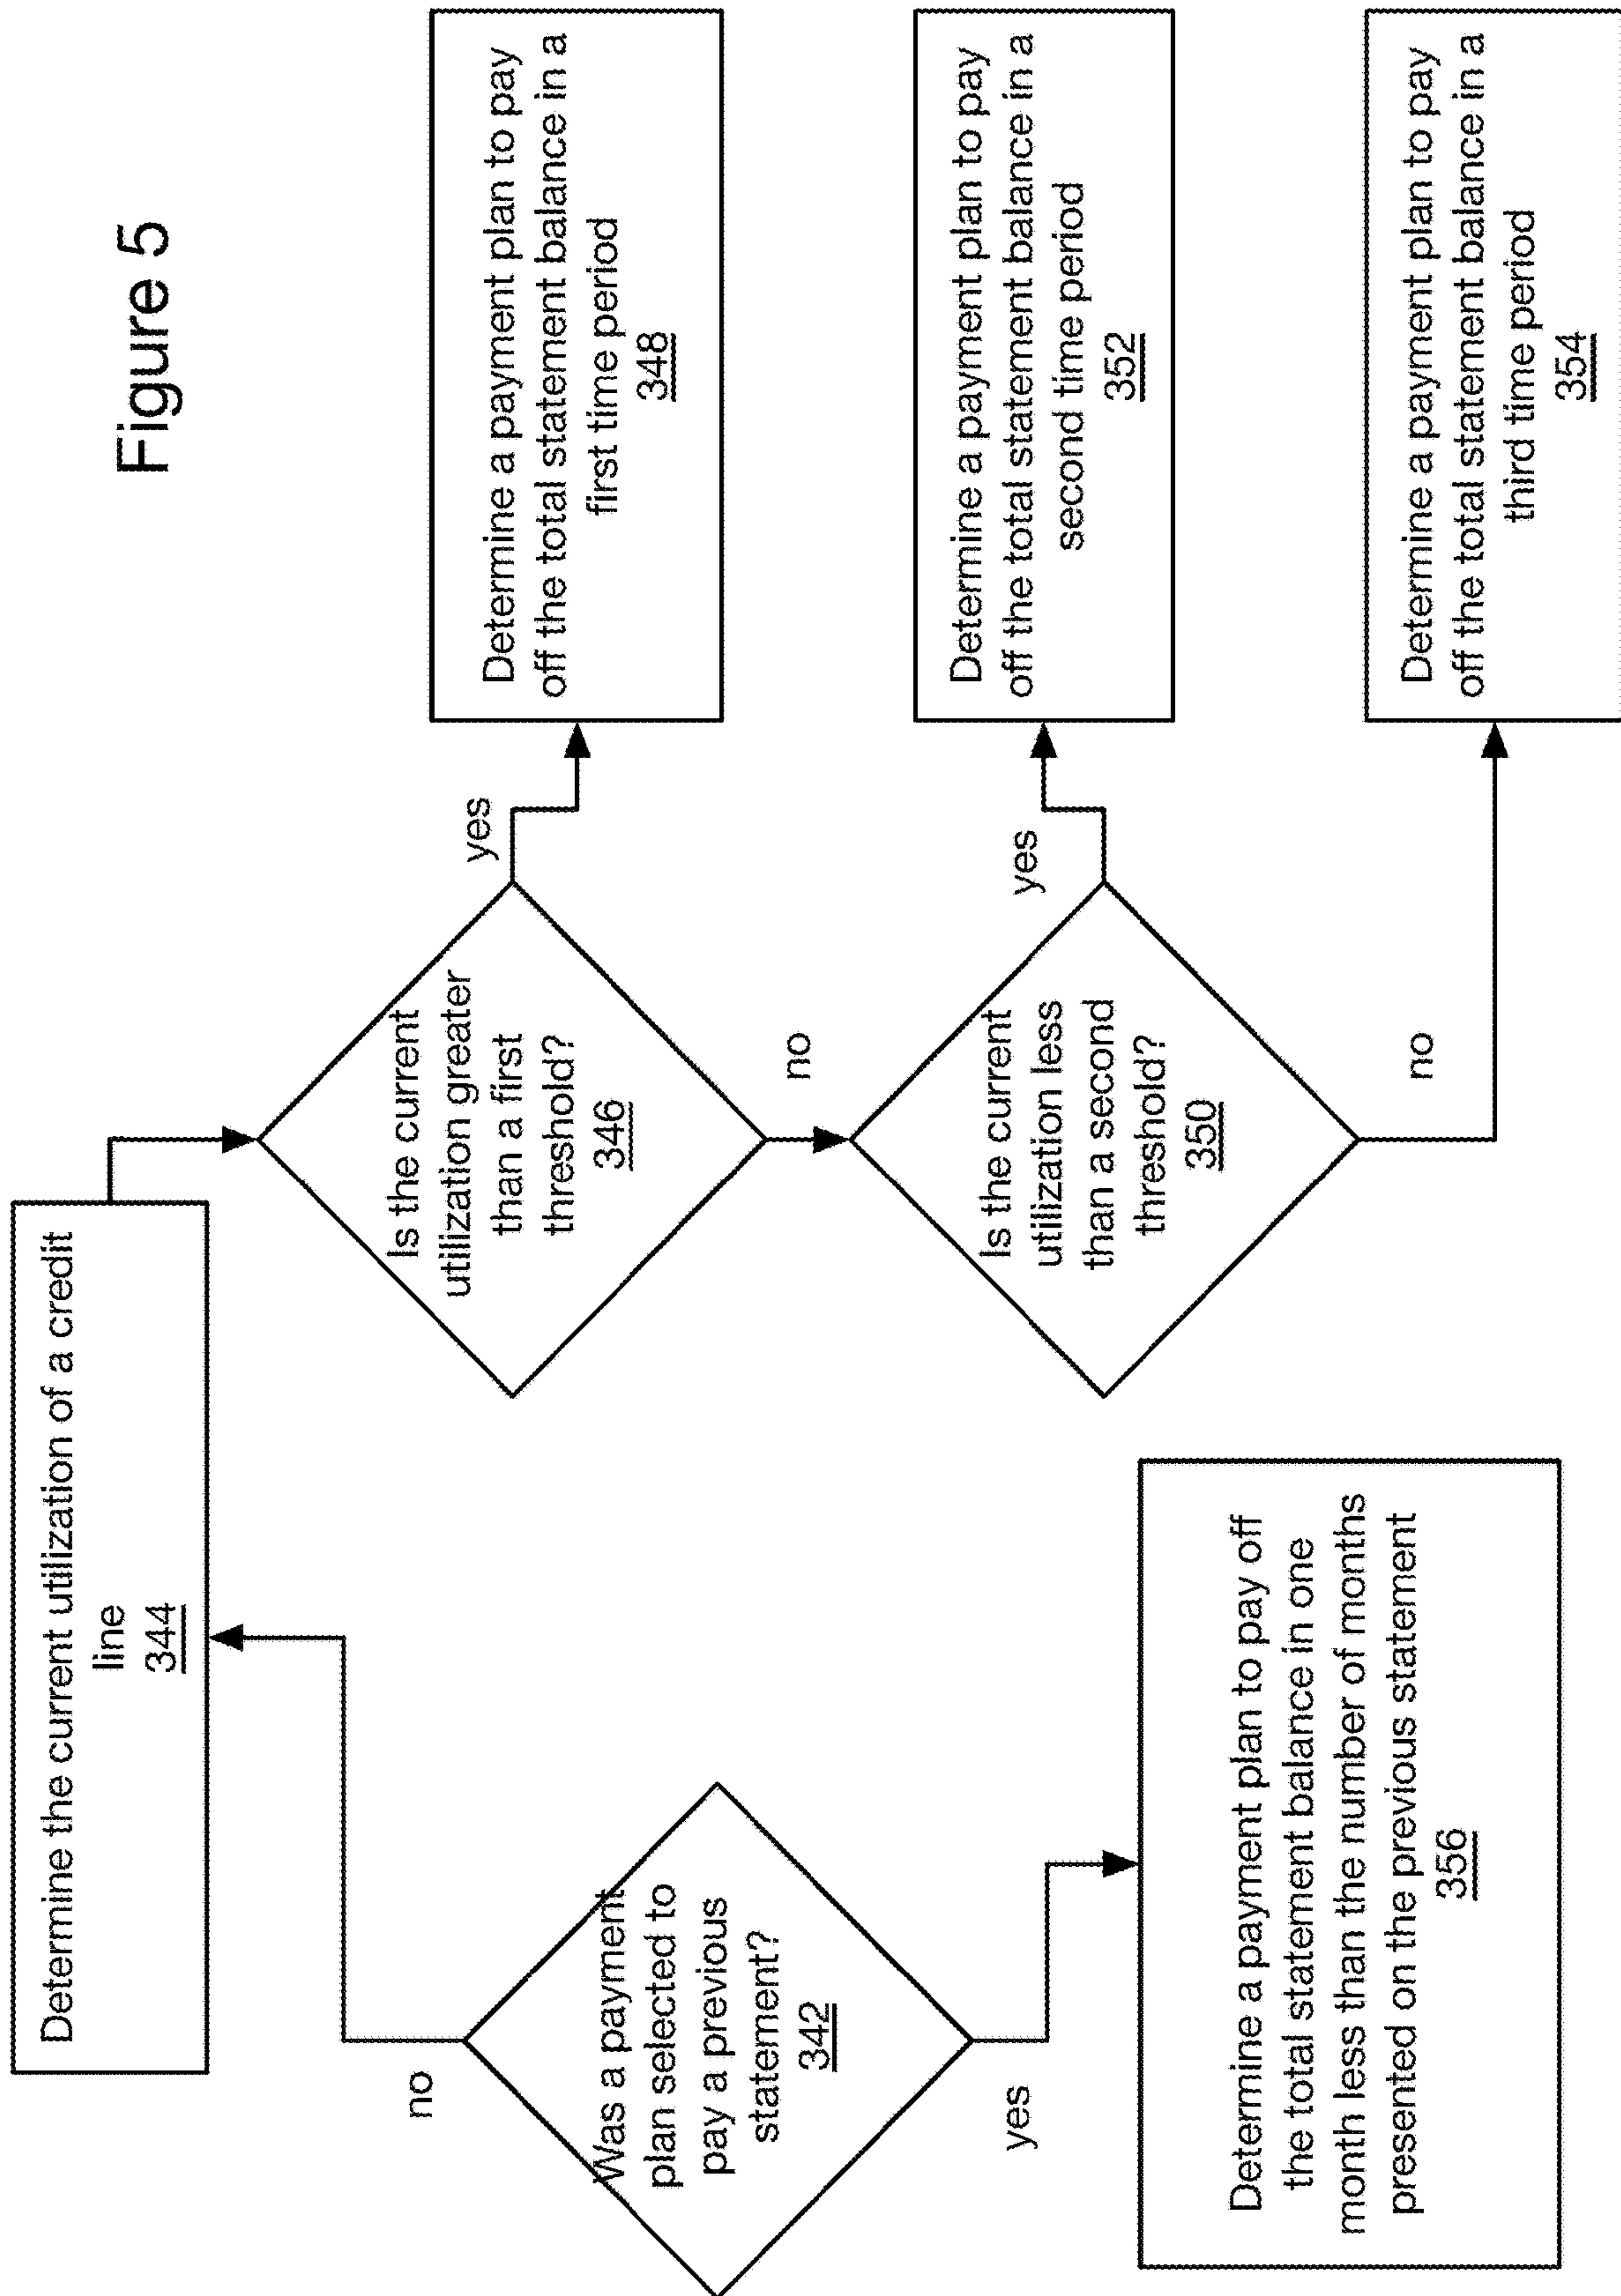 Figure 5
Determine the current utilization of a credit
line
344
no
Was a payment
plan selected to
pay a previous
statement?
342
yes
Determine a payment plan to pay off
the total statement balance in one
month less than the number of months
presented on the previous statement
356
Is the current
utilization greater
than a first
threshold?
346
yes
Determine a payment plan to pay
off the total statement balance in a
first time period
348
no
Is the current
utilization less
than a second
threshold?
350
yes
Determine a payment plan to pay
off the total statement balance in a
second time period
352
no
Determine a payment plan to pay
off the total statement balance in a
third time period
354